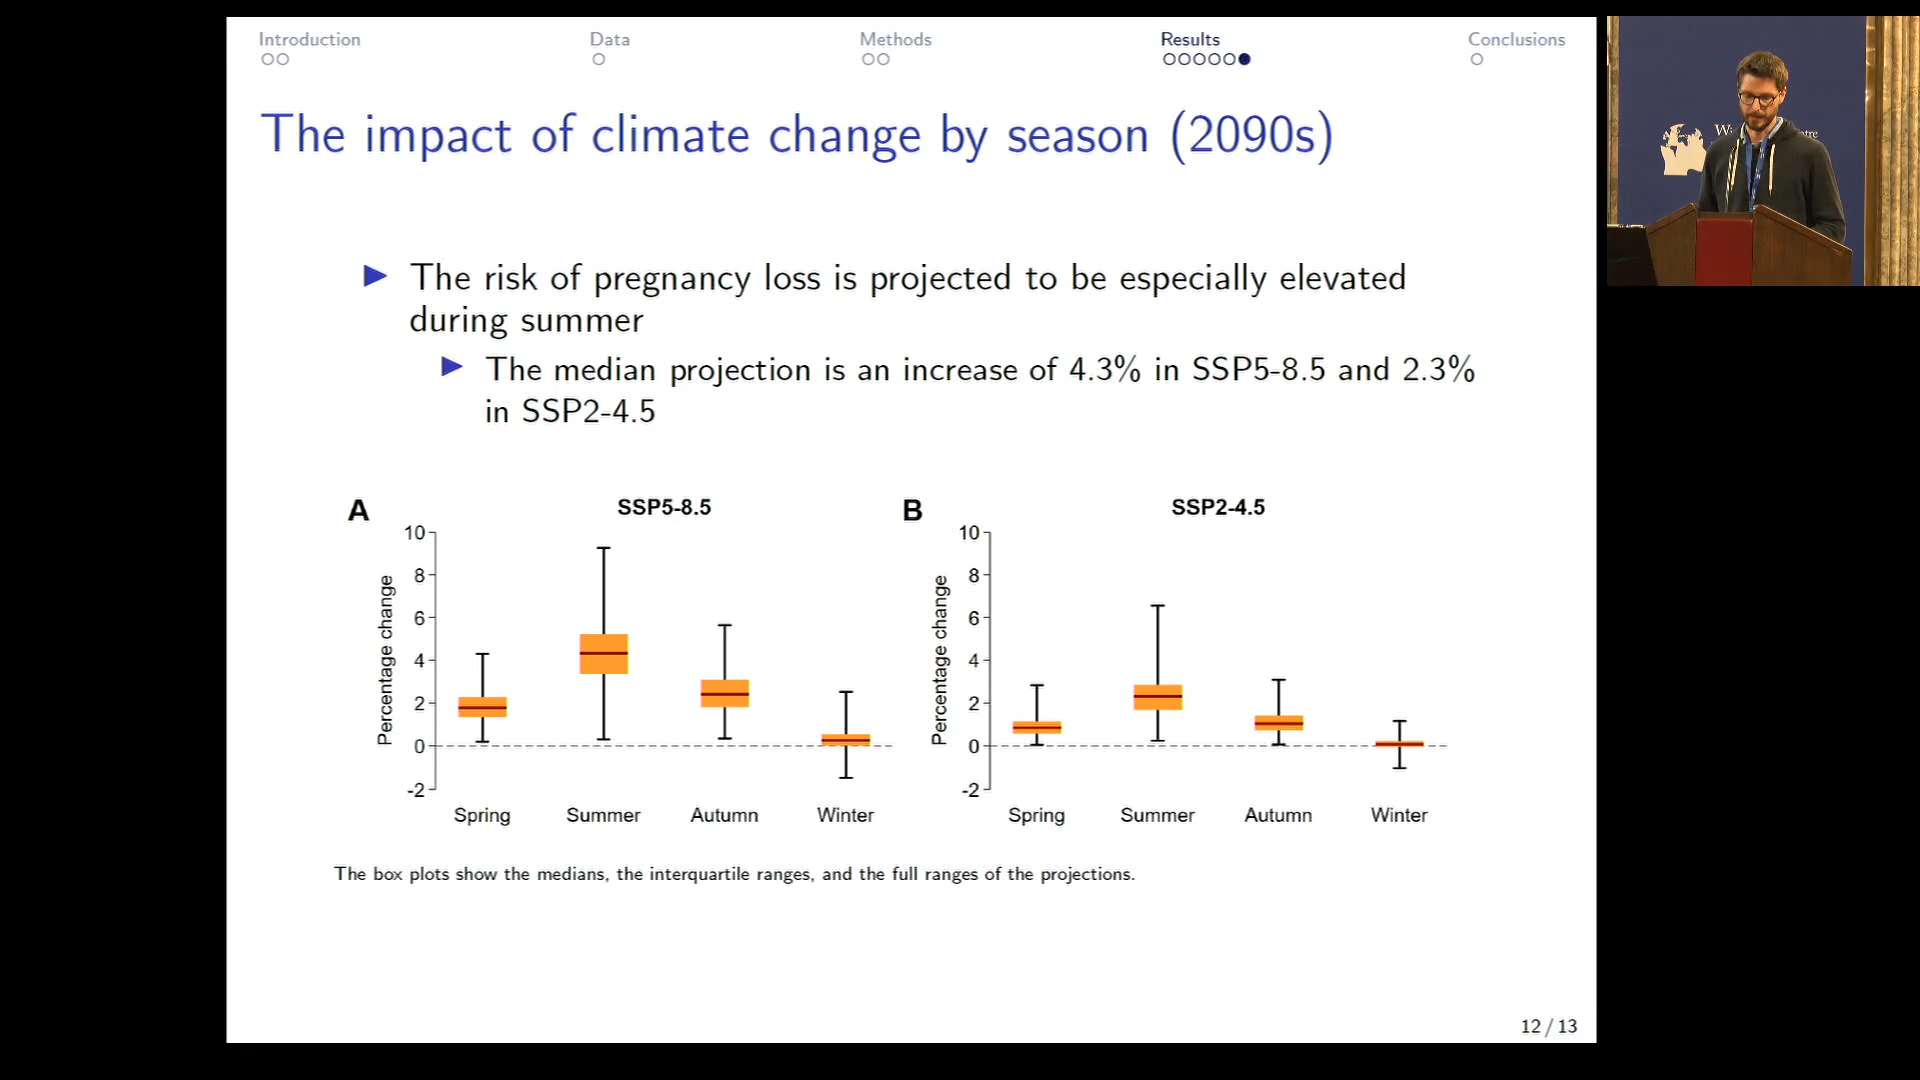 Introduction
Data
Methods
Results
Conclusions
The impact of climate change by season (2090s)
The risk of pregnancy loss is projected to be especially elevated
during summer
The median projection is an increase of 4.3% in SSP5-8.5 and 2.3%
in SSP2-4.5
A
SSP5-8.5
10
8
6
4
2
0
-2
Percentage change
Spring
Summer
Autumn
Winter
B
SSP2-4.5
10
8
6
4
2
0
-2
Percentage change
Spring
Summer
Autumn
Winter
The box plots show the medians, the interquartile ranges, and the full ranges of the projections.
12 / 13